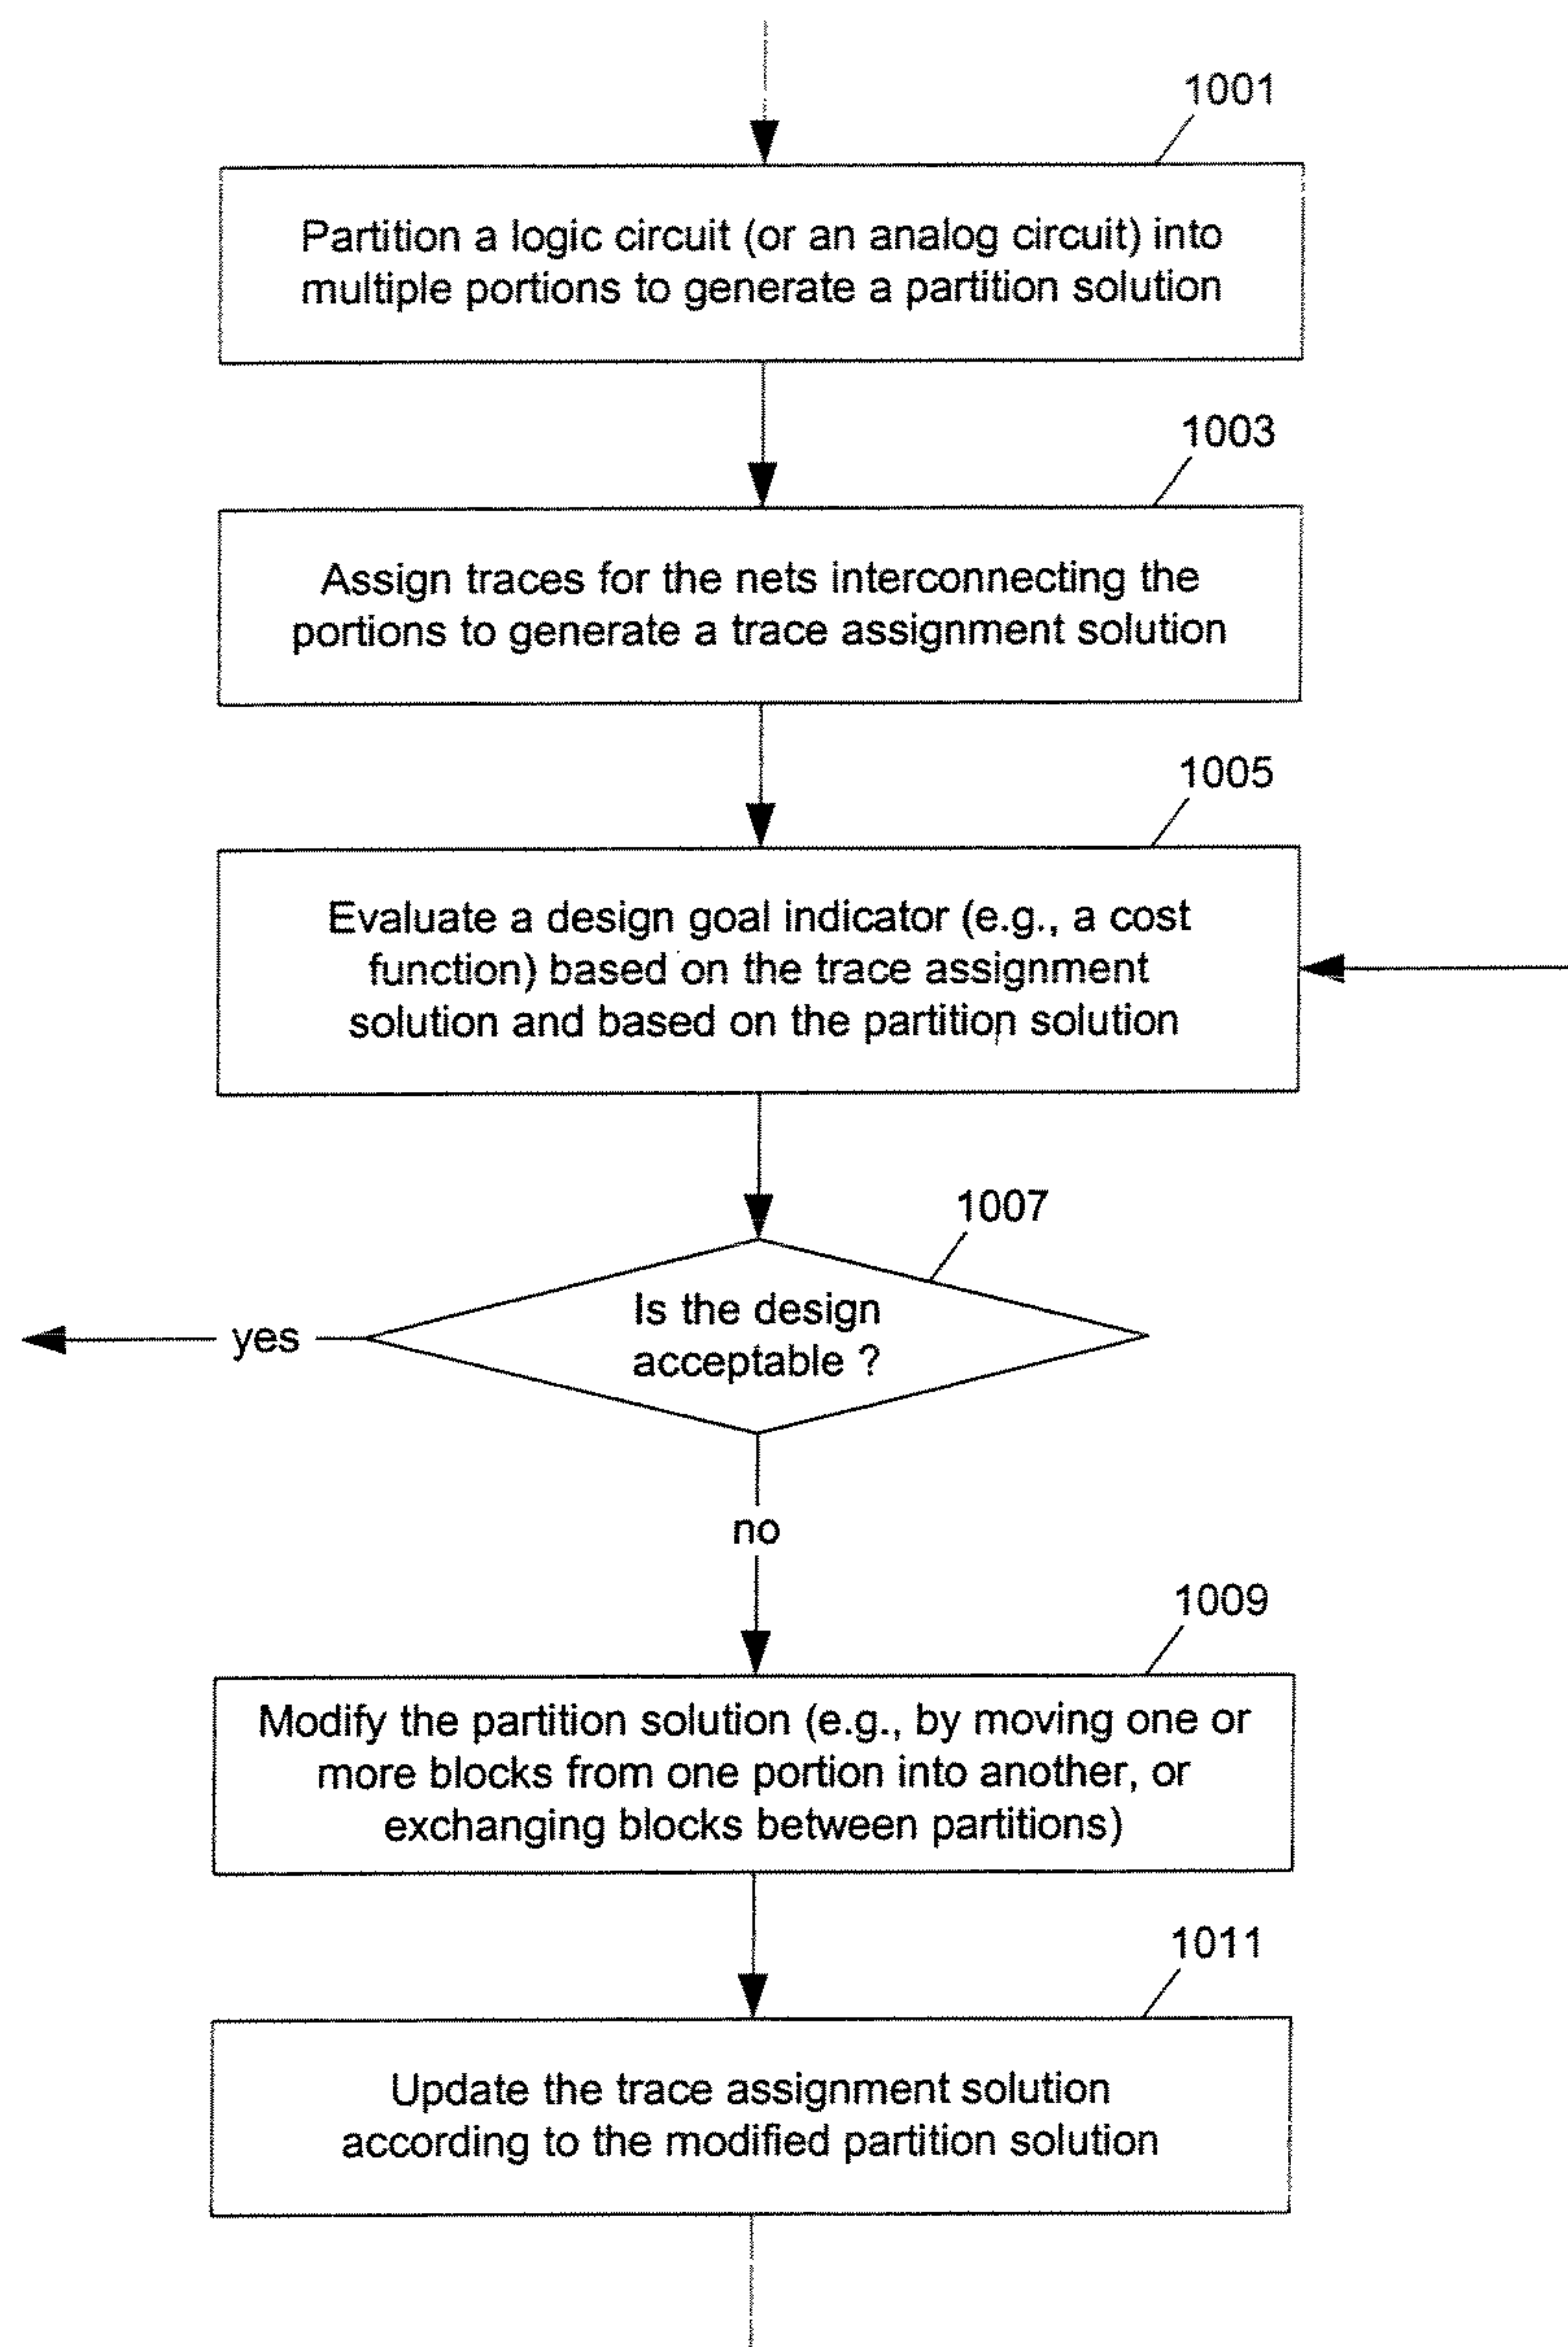 1001
Partition a logic circuit (or an analog circuit) into
multiple portions to generate a partition solution
1003
Assign traces for the nets interconnecting the
portions to generate a trace assignment solution
1005
Evaluate a design goal indicator (e.g., a cost
function) based on the trace assignment
solution and based on the partition solution
1007
Is the design
acceptable ?
yes
no
1009
Modify the partition solution (e.g., by moving one or
more blocks from one portion into another, or
exchanging blocks between partitions)
1011
Update the trace assignment solution
according to the modified partition solution